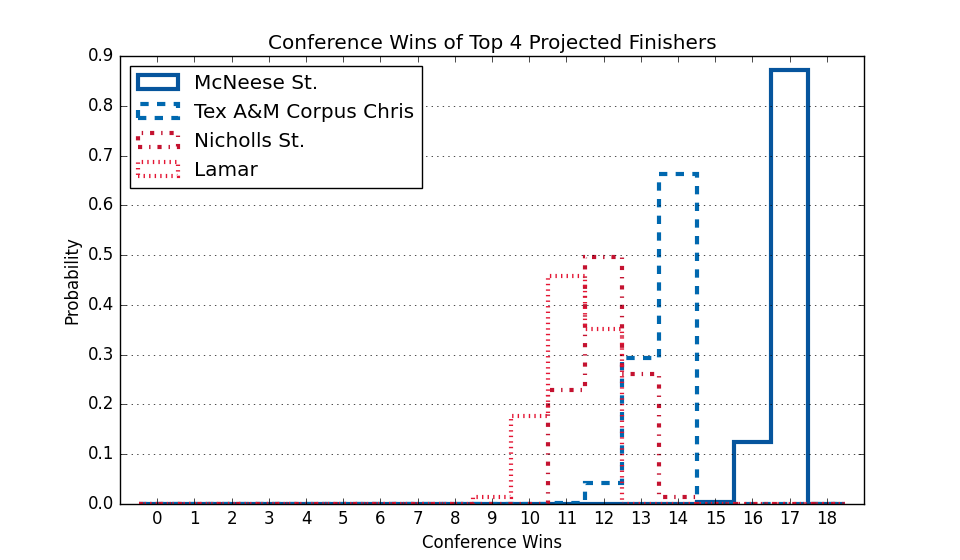 Conference Wins of Top 4 Projected Finishers
McNeese St.
Tex A&M Corpus Chris
Nicholls St.
Lamar
0.9
0.8
0.7
0.6
0.5
0.4
0.3
0.2
0.1
0.0
Probability
0 1 2 3 4 5 6 7 8 9 10 11 12 13 14 15 16 17 18
Conference Wins